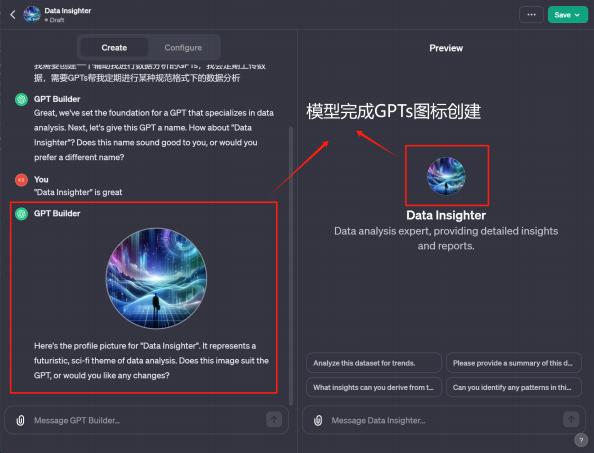 Data Insighter
Draft
Save
Create
Configure
Preview
我需要创建一个辅助我进行数据分析的GPTs，我会定期上传数
据，需要GPTs帮我定期进行某种规范格式下的数据分析
GPT Builder
Great, we've set the foundation for a GPT that specializes in data
analysis. Next, let's give this GPT a name. How about "Data
Insighter"? Does this name sound good to you, or would you
prefer a different name?
You
"Data Insighter" is great
GPT Builder
Here's the profile picture for "Data Insighter". It represents a
futuristic, sci-fi theme of data analysis. Does this image suit the
GPT, or would you like any changes?
Message GPT Builder...
模型完成GPTs图标创建
Data Insighter
Data analysis expert, providing detailed insights
and reports.
Analyze this dataset for trends.
Please provide a summary of this d...
What insights can you derive from t...
Can you identify any patterns in thi...
Message Data Insighter...
?